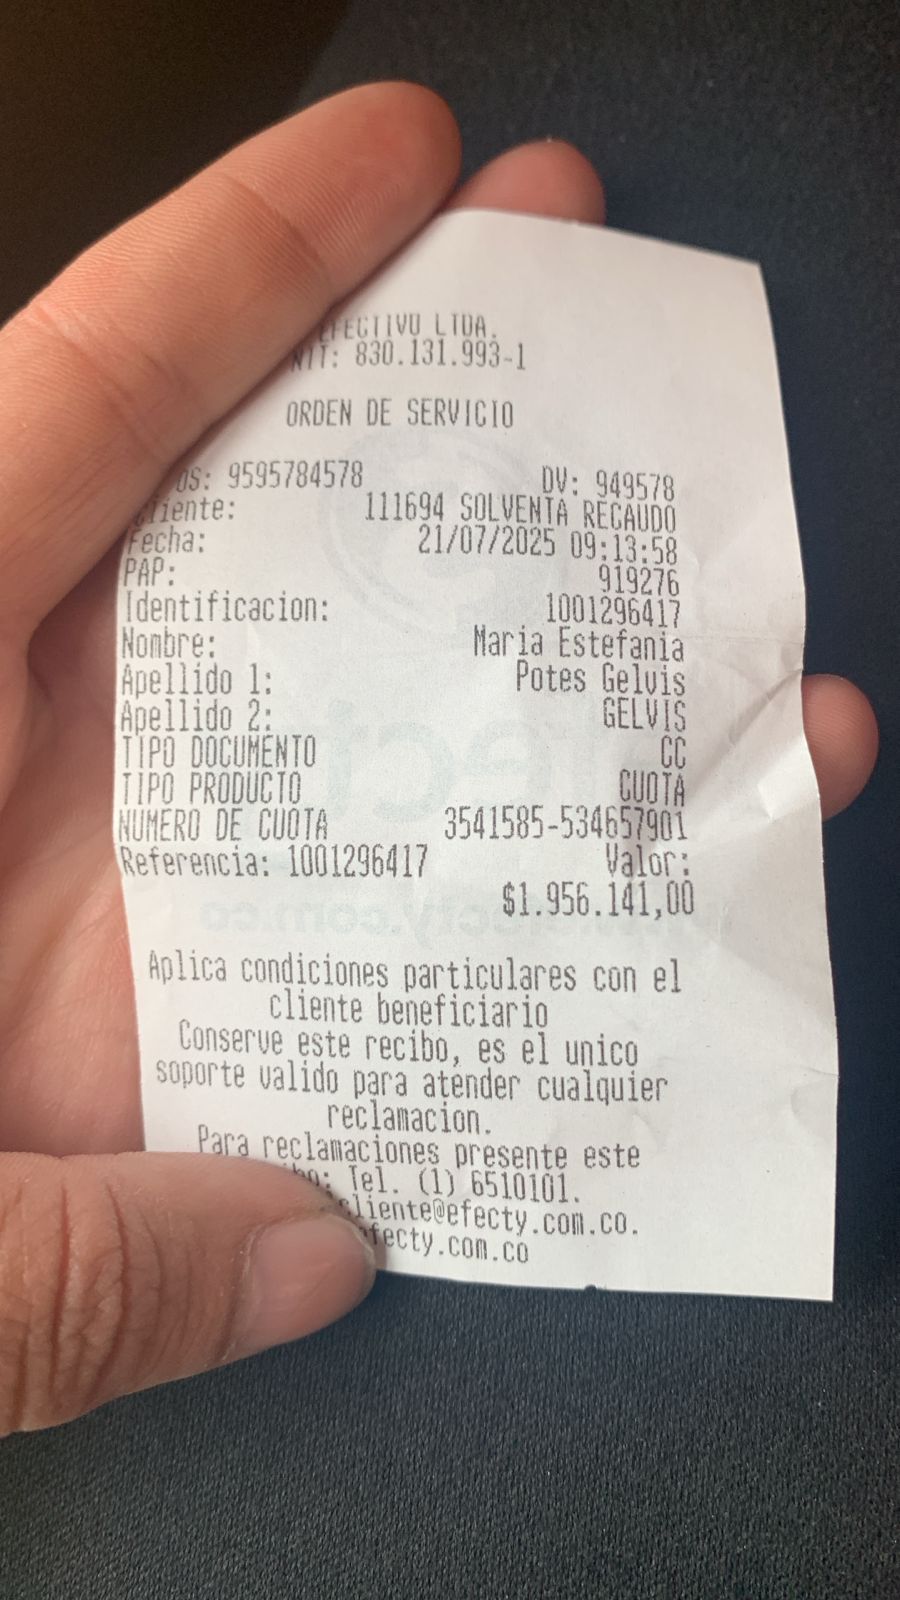 EFECTIVO LTDA.
NIT: 830.131.993-1
ORDEN DE SERVICIO
OS: 9595784578 DV: 949578
Cliente: 111694 SOLVENTA RECAUDO
Fecha: 21/07/2025 09:13:58
PAP: 919276
Identificacion: 1001296417
Nombre: Maria Estefania
Apellido 1: Potes Gelvis
Apellido 2: GELVIS
TIPO DOCUMENTO CC
TIPO PRODUCTO CUOTA
NUMERO DE CUOTA 3541585-534657901
Referencia: 1001296417 Valor:
$1.956.141,00
Aplica condiciones particulares con el
cliente beneficiario
Conserve este recibo, es el unico
soporte valido para atender cualquier
reclamacion.
Para reclamaciones presente este
Tel. (1) 6510101.
cliente@efecty.com.co.
efecty.com.co